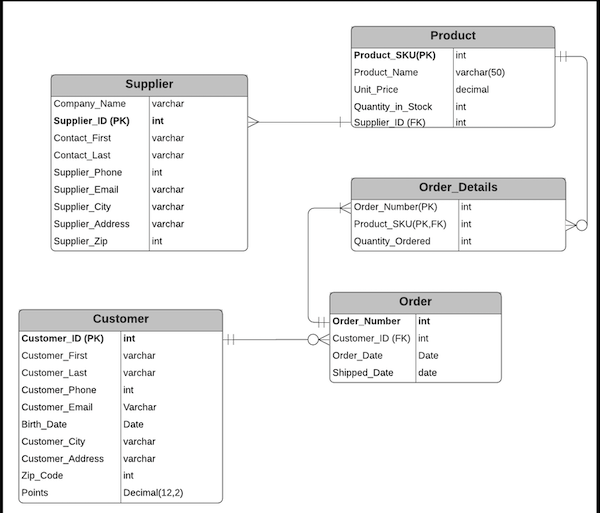 Product
Product_SKU(PK) int
Product_Name varchar(50)
Unit_Price decimal
Quantity_in_Stock int
Supplier_ID (FK) int
Supplier
Company_Name varchar
Supplier_ID (PK) int
Contact_First varchar
Contact_Last varchar
Supplier_Phone int
Supplier_Email varchar
Supplier_City varchar
Supplier_Address varchar
Supplier_Zip int
Order_Details
Order_Number(PK) int
Product_SKU(PK,FK) int
Quantity_Ordered int
Order
Order_Number int
Customer_ID (FK) int
Order_Date Date
Shipped_Date date
Customer
Customer_ID (PK) int
Customer_First varchar
Customer_Last varchar
Customer_Phone int
Customer_Email Varchar
Birth_Date Date
Customer_City varchar
Customer_Address varchar
Zip_Code int
Points Decimal(12,2)